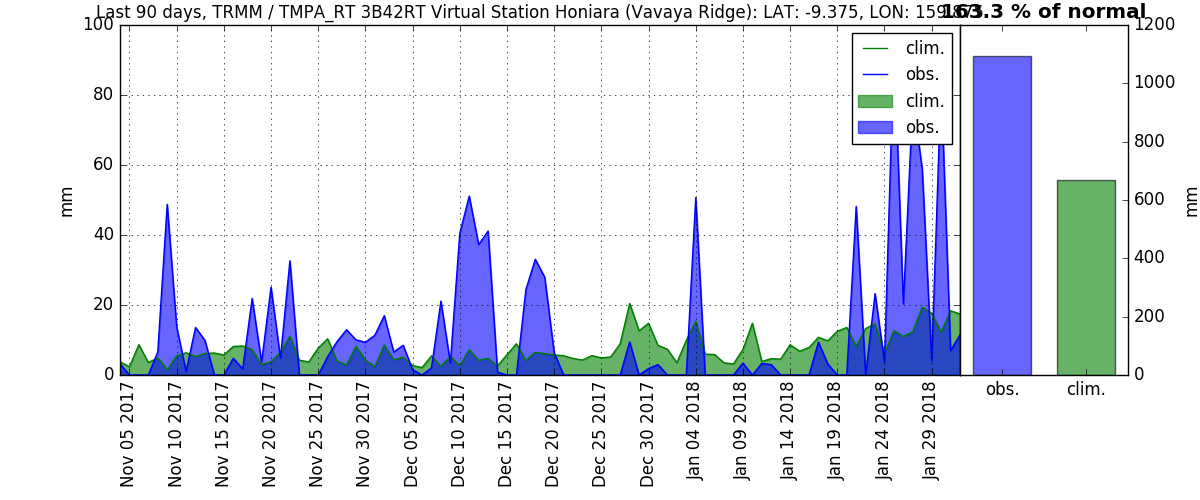 Last 90 days, TRMM / TMPA_RT 3B42RT Virtual Station Honiara (Vavaya Ridge): LAT: -9.375, LON:
163.3 % of normal
100
80
60
40
20
0
mm
clim.
obs.
clim.
obs.
1200
1000
800
600
400
200
0
mm
Nov 05 2017
Nov 10 2017
Nov 15 2017
Nov 20 2017
Nov 25 2017
Nov 30 2017
Dec 05 2017
Dec 10 2017
Dec 15 2017
Dec 20 2017
Dec 25 2017
Dec 30 2017
Jan 04 2018
Jan 09 2018
Jan 14 2018
Jan 19 2018
Jan 24 2018
Jan 29 2018
obs.
clim.